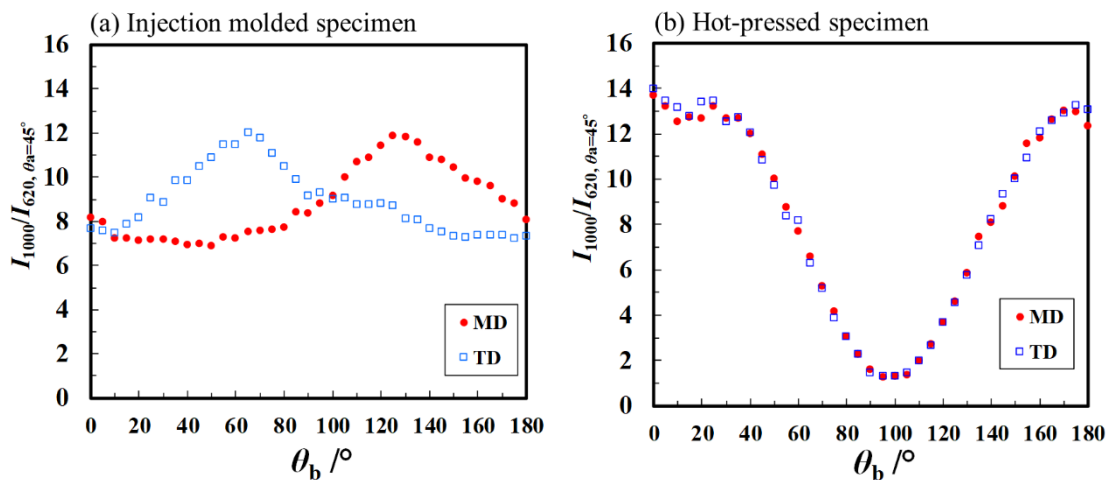 (a) Injection molded specimen
I1000/I620, θa=45°
16
14
12
10
8
6
4
2
0
0 20 40 60 80 100 120 140 160 180
θb /°
MD
TD
(b) Hot-pressed specimen
I1000/I620, θa=45°
16
14
12
10
8
6
4
2
0
0 20 40 60 80 100 120 140 160 180
θb /°
MD
TD